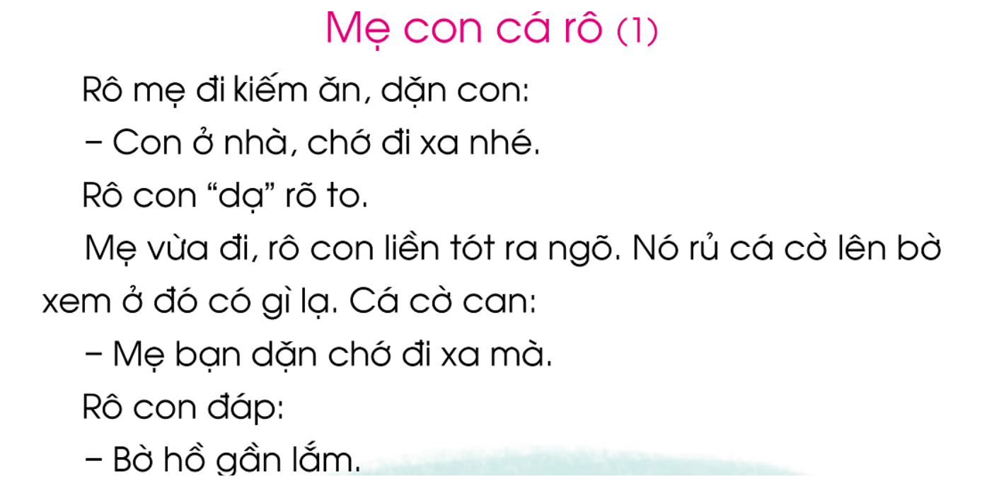 Mẹ con cá rô (1)
Rô mẹ đi kiếm ăn, dặn con:
– Con ở nhà, chớ đi xa nhé.
Rô con “dạ” rõ to.
Mẹ vừa đi, rô con liền tót ra ngõ. Nó rủ cá cờ lên bờ
xem ở đó có gì lạ. Cá cờ can:
– Mẹ bạn dặn chớ đi xa mà.
Rô con đáp:
– Bờ hồ gần lắm.